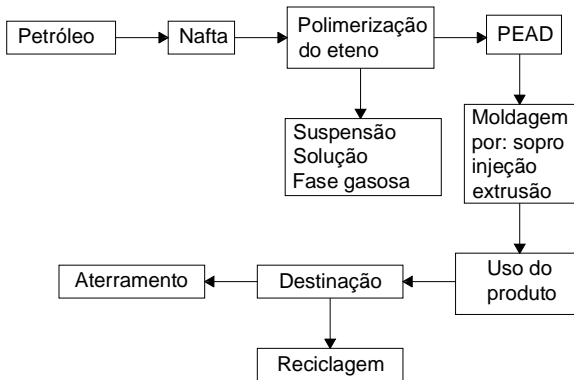 Petróleo
Nafta
Polimerização
do eteno
PEAD
Suspensão
Solução
Fase gasosa
Moldagem
por: sopro
injeção
extrusão
Uso do
produto
Destinação
Aterramento
Reciclagem